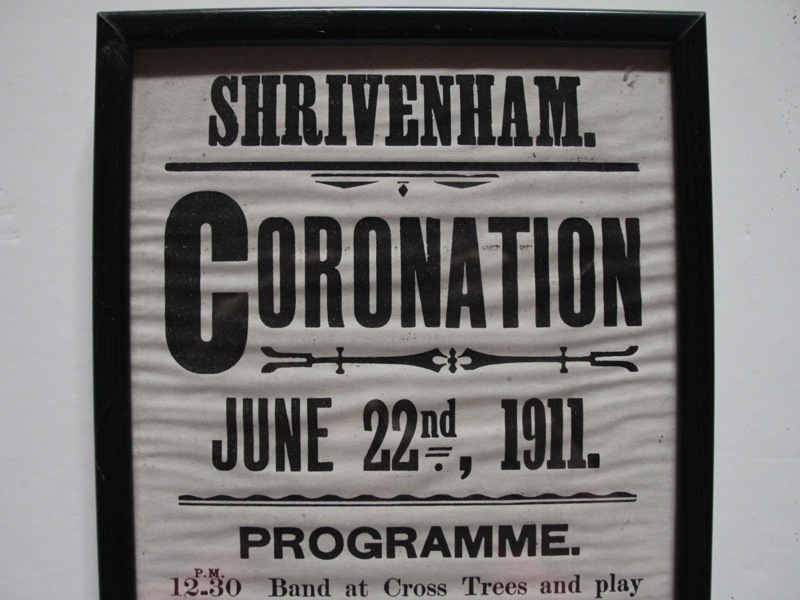 SHRIVENHAM.
CORONATION
JUNE 22nd, 1911.
PROGRAMME.
P.M.
12-30 Band at Cross Trees and play